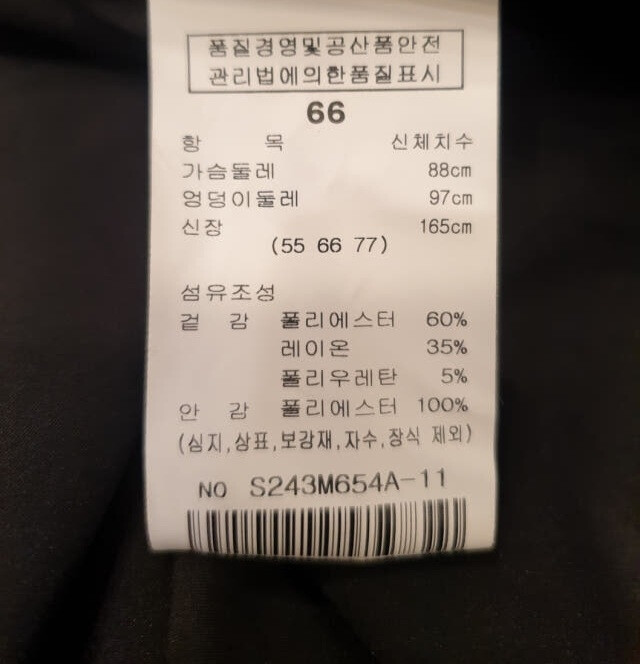 품질경영및공산품안전
관리법에의한품질표시
66
항 목 신체치수
가슴둘레 88cm
엉덩이둘레 97cm
신장 165cm
(55 66 77)
섬유조성
겉 감 폴리에스터 60%
레이온 35%
폴리우레탄 5%
안 감 폴리에스터 100%
(심지,상표,보강재,자수,장식 제외)
NO S243M654A-11